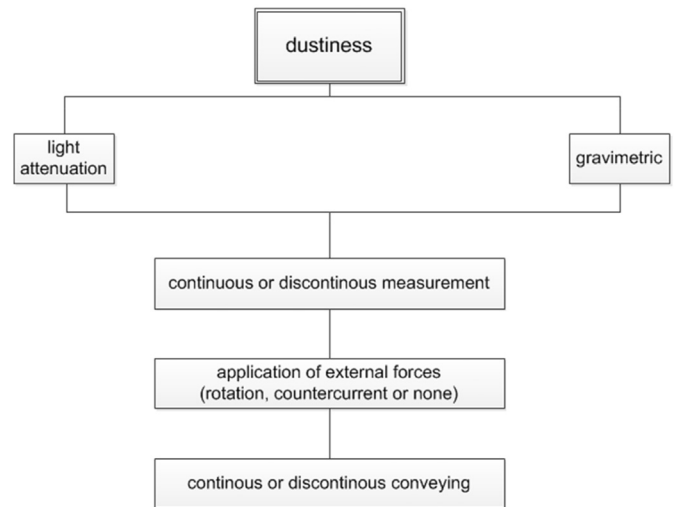 dustiness
light
attenuation
gravimetric
continuous or discontinous measurement
application of external forces
(rotation, countercurrent or none)
continous or discontinous conveying